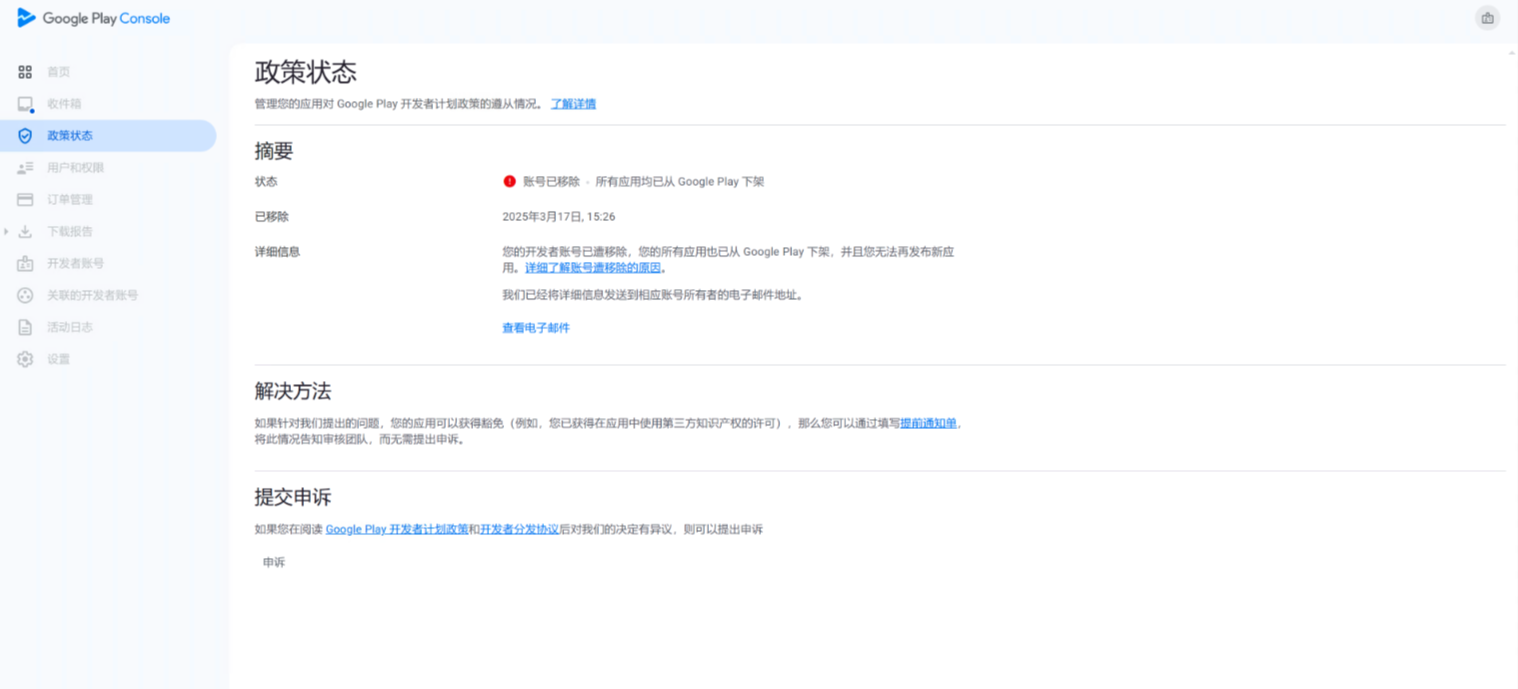 Google Play Console
首页
收件箱
政策状态
用户和权限
订单管理
下载报告
开发者账号
关联的开发者账号
活动日志
设置
政策状态
管理您的应用对 Google Play 开发者计划政策的遵从情况。 了解详情
摘要
状态
账号已移除 · 所有应用均已从 Google Play 下架
已移除
2025年3月17日, 15:26
详细信息
您的开发者账号已遭移除，您的所有应用也已从 Google Play 下架，并且您无法再发布新应
用。详细了解账号遭移除的原因。
我们已经将详细信息发送到相应账号所有者的电子邮件地址。
查看电子邮件
解决方法
如果针对我们提出的问题，您的应用可以获得豁免（例如，您已获得在应用中使用第三方知识产权的许可），那么您可以通过填写提前通知单，
将此情况告知审核团队，而无需提出申诉。
提交申诉
如果您在阅读 Google Play 开发者计划政策和开发者分发协议后对我们的决定有异议，则可以提出申诉
申诉